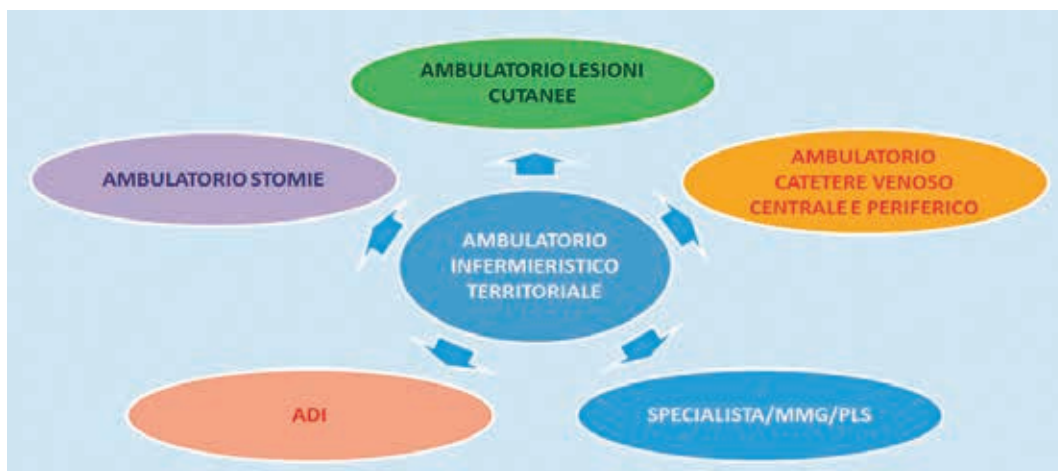 AMBULATORIO LESIONI
CUTANEE
AMBULATORIO STOMIE
AMBULATORIO
CATETERE VENOSO
CENTRALE E PERIFERICO
AMBULATORIO
INFERMIERISTICO
TERRITORIALE
ADI
SPECIALISTA/MMG/PLS